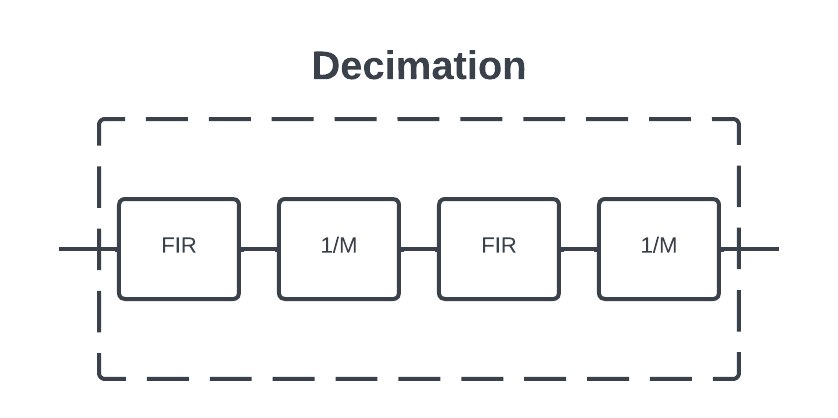 Decimation
FIR 1/M FIR 1/M